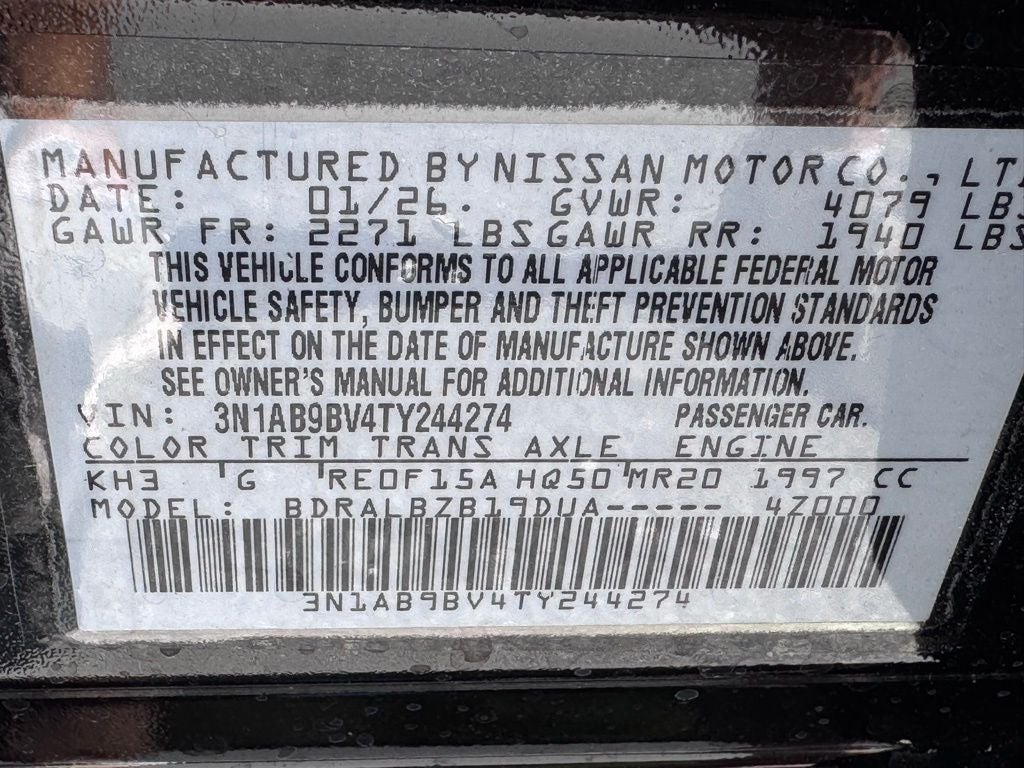 MANUFACTURED BY NISSAN MOTOR CO., LT
DATE: 01/26. GVWR: 4079 LBS
GAWR FR: 2271 LBS GAWR RR: 1940 LBS
THIS VEHICLE CONFORMS TO ALL APPLICABLE FEDERAL MOTOR
VEHICLE SAFETY, BUMPER AND THEFT PREVENTION STANDARDS
IN EFFECT ON THE DATE OF MANUFACTURE SHOWN ABOVE.
SEE OWNER'S MANUAL FOR ADDITIONAL INFORMATION.
VIN: 3N1AB9BV4TY244274 PASSENGER CAR.
COLOR TRIM TRANS AXLE ENGINE
KH3 G RE0F15A HQ50 MR20 1997 CC
MODEL: BDRALBZB19DUA----- 4Z000
3N1AB9BV4TY244274